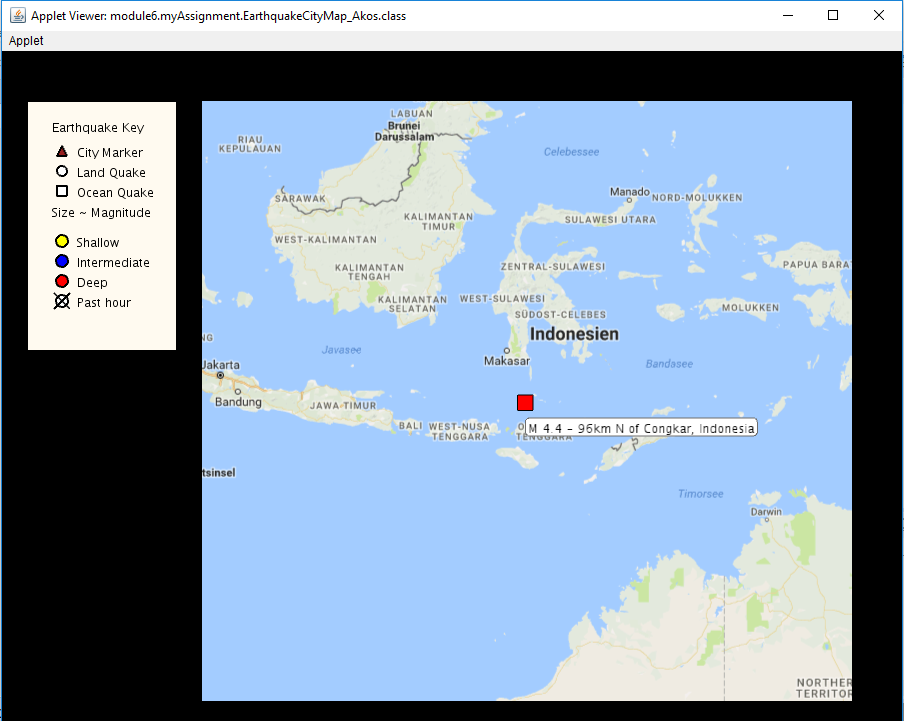 Applet Viewer: module6.myAssignment.EarthquakeCityMap_Akos.class
Applet
Earthquake Key
City Marker
Land Quake
Ocean Quake
Size ~ Magnitude
Shallow
Intermediate
Deep
Past hour
LABUAN
Brunei
Darussalam
RIAU
KEPULAUAN
Celebessee
SARAWAK
Manado
NORD-MOLUKKEN
KALIMANTAN
TIMUR
SULAWESI UTARA
WEST-KALIMANTAN
KALIMANTAN
TENGAH
ZENTRAL-SULAWESI
PAPUA BARAT
KALIMANTAN
SELATAN
WEST-SULAWESI
SÜDOST-CELEBES
MOLUKKEN
NG
Indonesien
Javasee
Makasar
Bandasee
Jakarta
Bandung
JAWA TIMUR
BALI
WEST-NUSA
TENGGARA
M 4.4 - 96km N of Congkar, Indonesia
TENGGARA
tsinsel
Timorsee
Darwin
NORTHER
TERRITOR